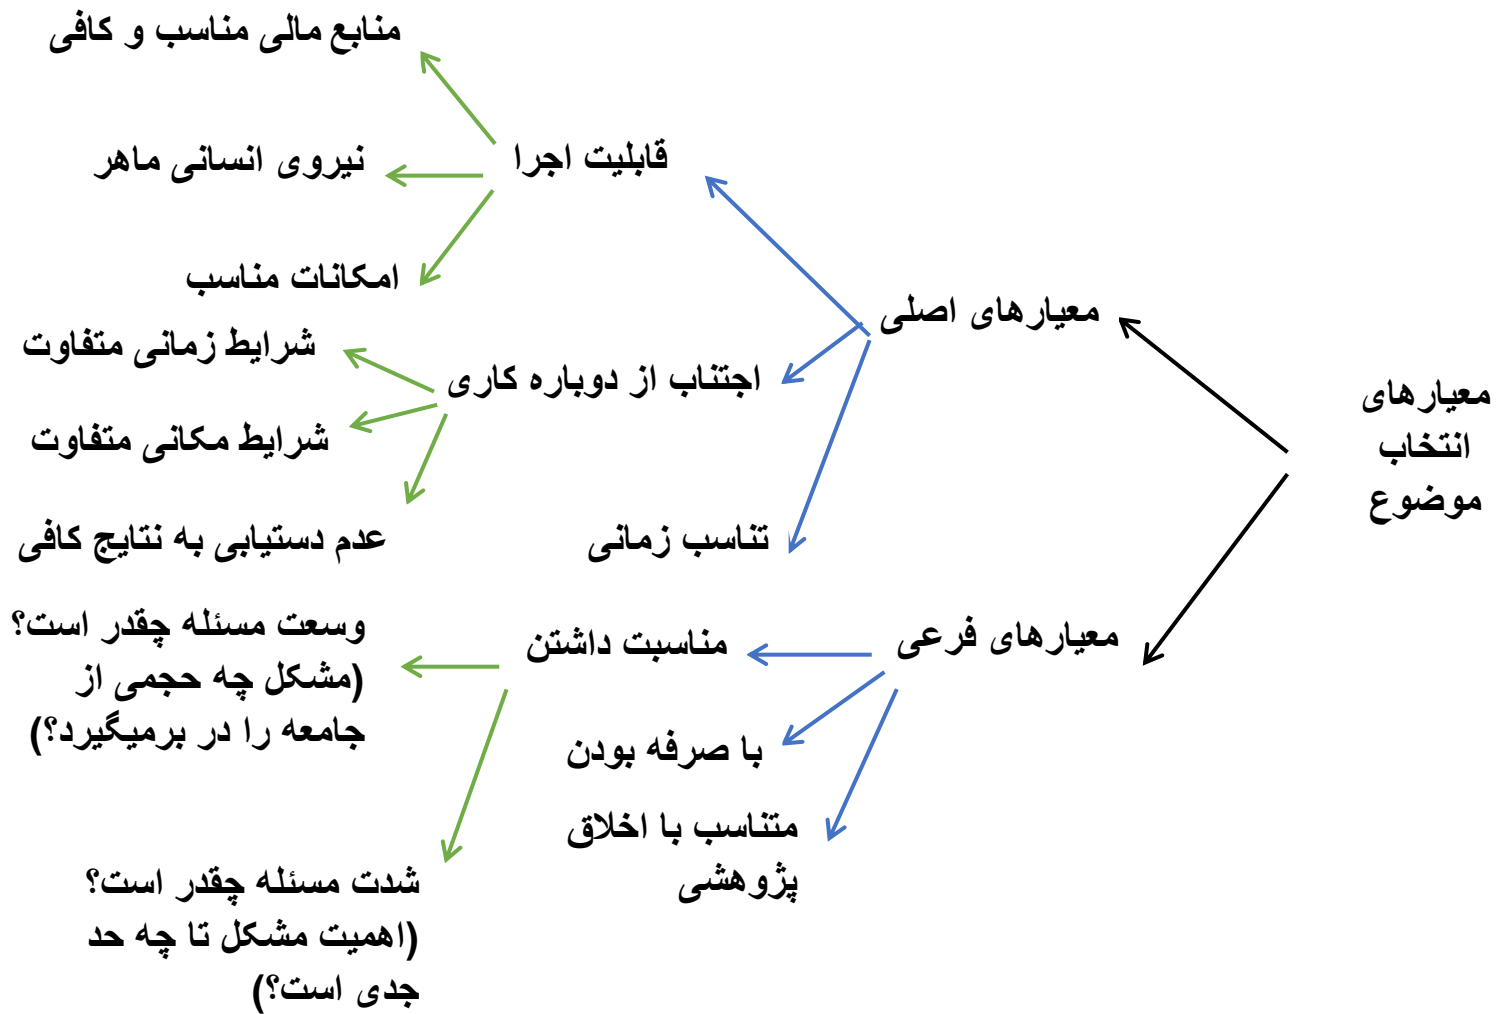 معیارهای
انتخاب
موضوع
معیارهای اصلی
قابلیت اجرا
منابع مالی مناسب و کافی
نیروی انسانی ماهر
امکانات مناسب
اجتناب از دوباره کاری
شرایط زمانی متفاوت
شرایط مکانی متفاوت
عدم دستیابی به نتایج کافی
تناسب زمانی
معیارهای فرعی
مناسبت داشتن
وسعت مسئله چقدر است؟
(مشکل چه حجمی از
جامعه را در برمیگیرد؟)
شدت مسئله چقدر است؟
(اهمیت مشکل تا چه حد
جدی است؟)
با صرفه بودن
متناسب با اخلاق
پژوهشی